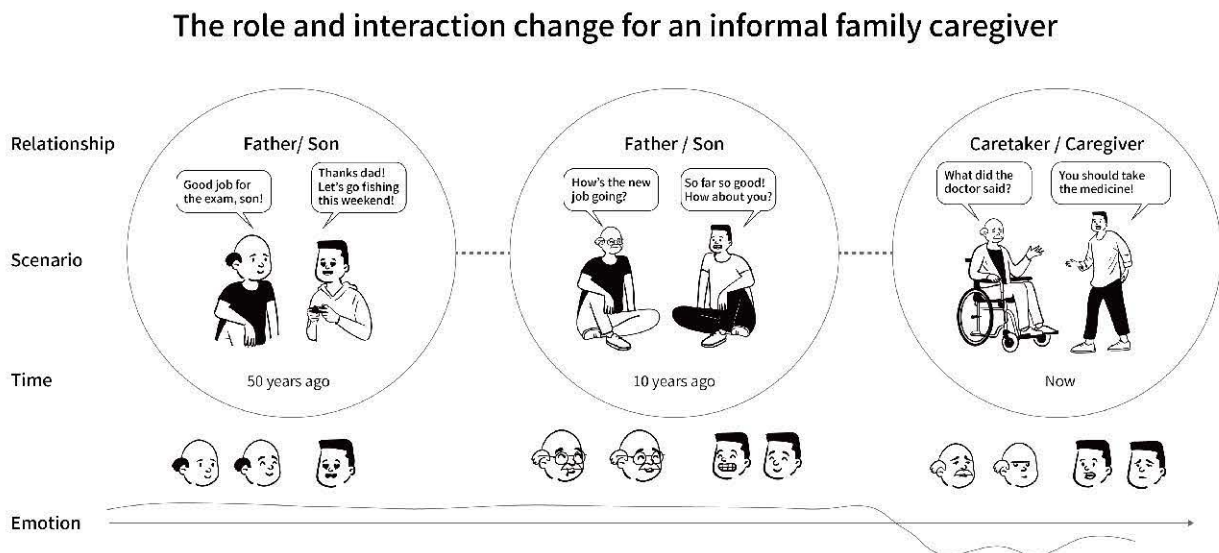 The role and interaction change for an informal family caregiver
Relationship
Father/ Son
Father / Son
Caretaker / Caregiver
Good job for
the exam, son!
Thanks dad!
Let's go fishing
this weekend!
How's the new
job going?
So far so good!
How about you?
What did the
doctor said?
You should take
the medicine!
Scenario
Time
50 years ago
10 years ago
Now
Emotion